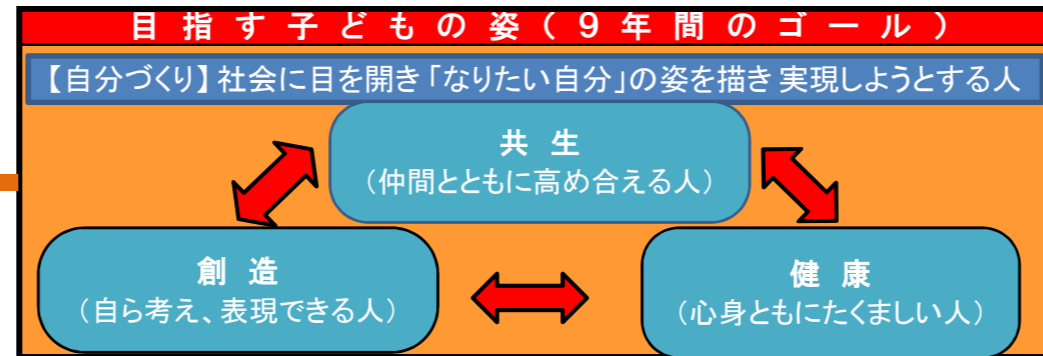 目指す子どもの姿(9年間のゴール)
【自分づくり】社会に目を開き「なりたい自分」の姿を描き 実現しようとする人
共 生
(仲間とともに高め合える人)
創 造
(自ら考え、表現できる人)
健 康
(心身ともにたくましい人)